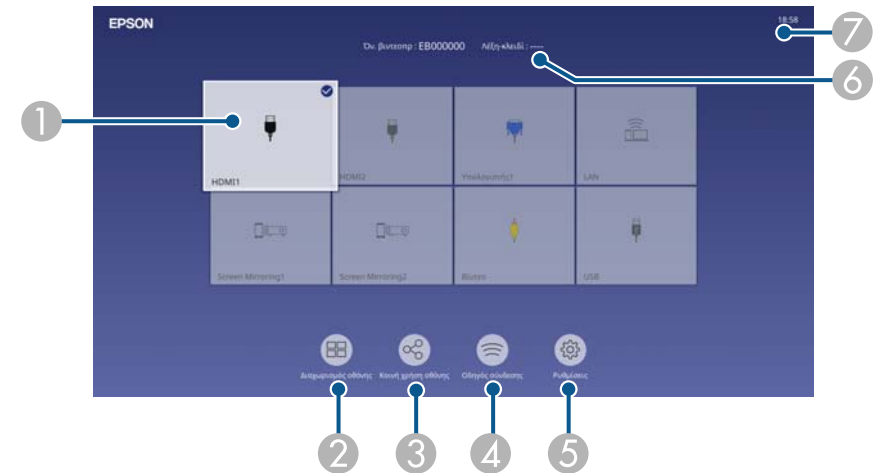 EPSON
18:58
7
Όν. βιντεοπρ : EB000000 Λέξη-κλειδί : ----
6
1
HDMI1
HDMI2
Υπολογιστής1
LAN
Screen Mirroring1
Screen Mirroring2
Βίντεο
USB
Διαχωρισμός οθόνης
Κοινή χρήση οθόνης
Οδηγός σύνδεσης
Ρυθμίσεις
2
3
4
5